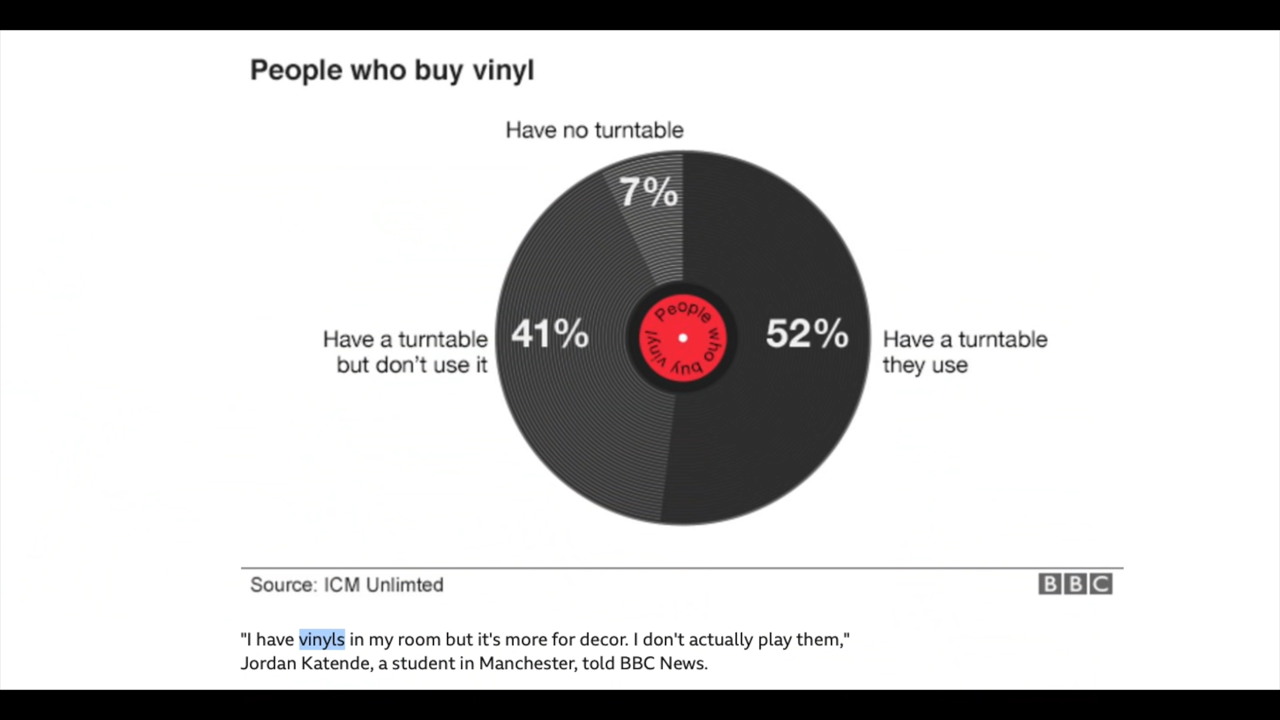 People who buy vinyl
Have no turntable
7%
Have a turntable
but don't use it
41%
People who buy vinyl
52%
Have a turntable
they use
Source: ICM Unlimted
BBC
"I have vinyls in my room but it's more for decor. I don't actually play them,"
Jordan Katende, a student in Manchester, told BBC News.